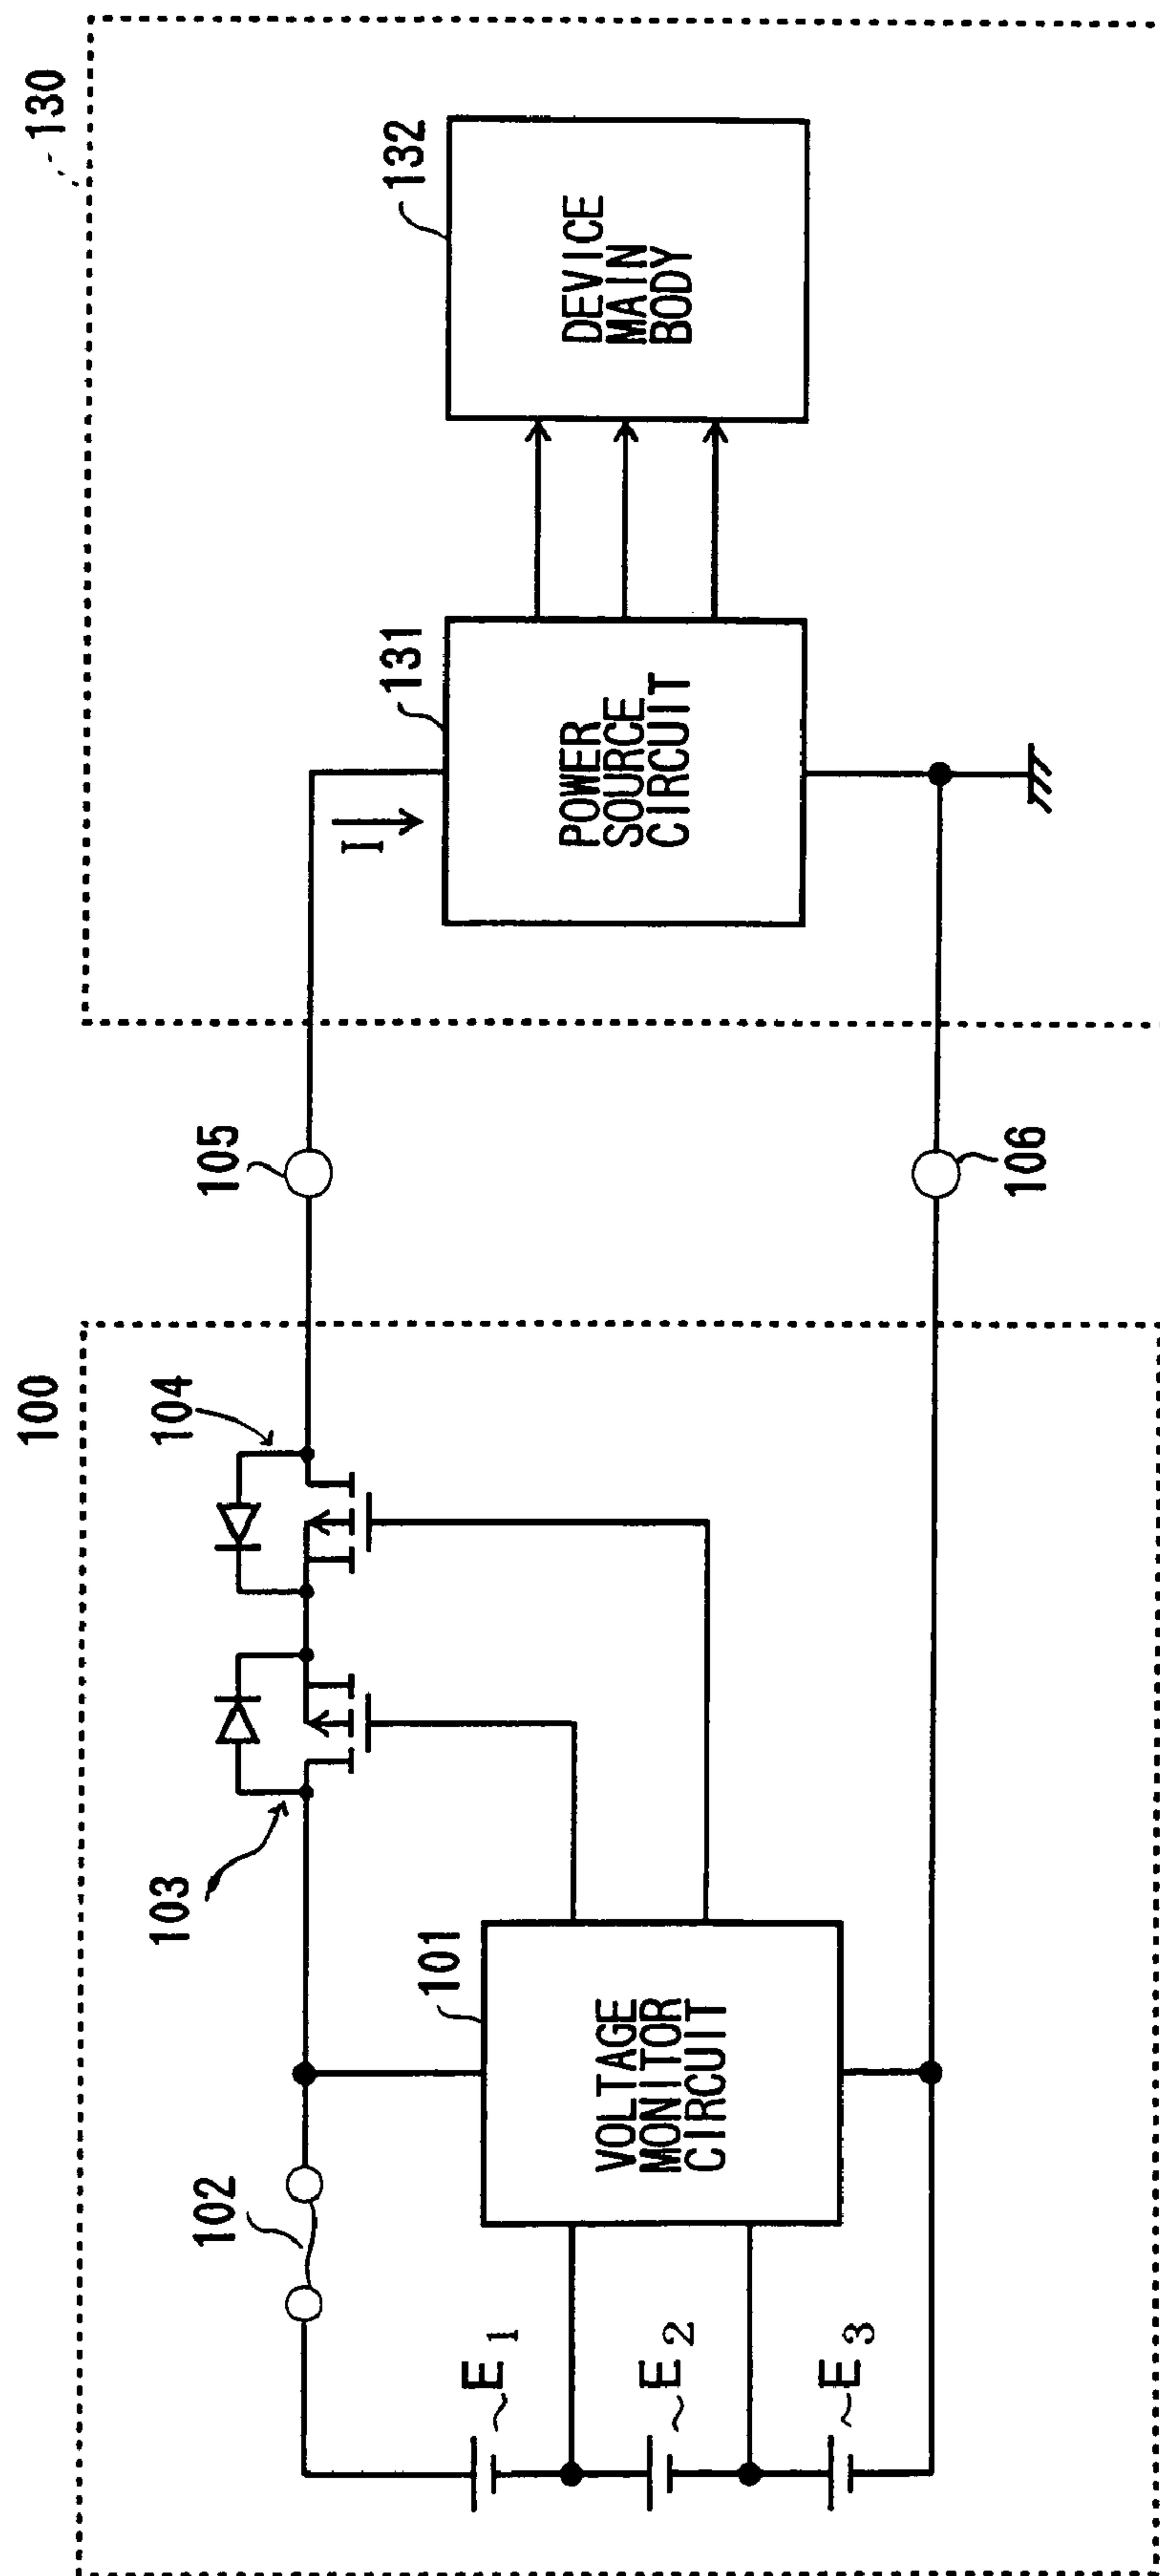 100
130
102
103
104
105
I
101
131
132
E1
E2
E3
VOLTAGE
MONITOR
CIRCUIT
POWER
SOURCE
CIRCUIT
DEVICE
MAIN
BODY
106